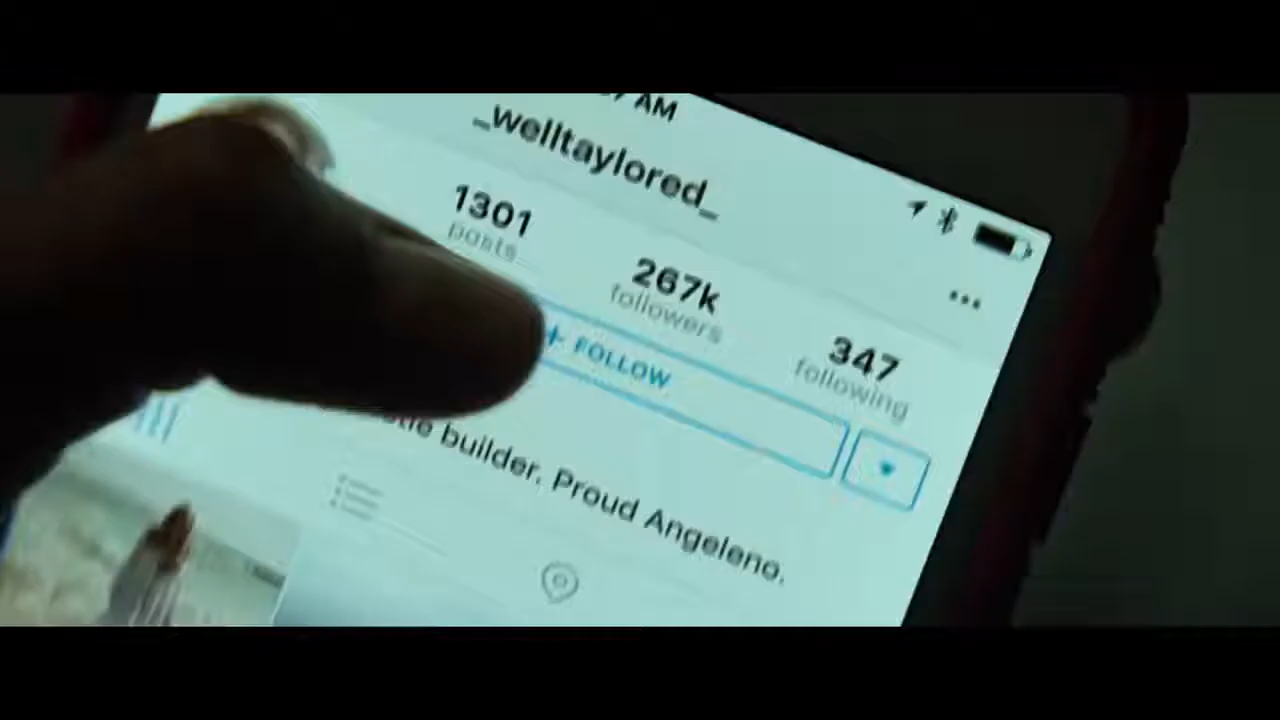 AM
_welltaylored_
1301
posts
267k
followers
347
following
+ FOLLOW
builder. Proud Angeleno.